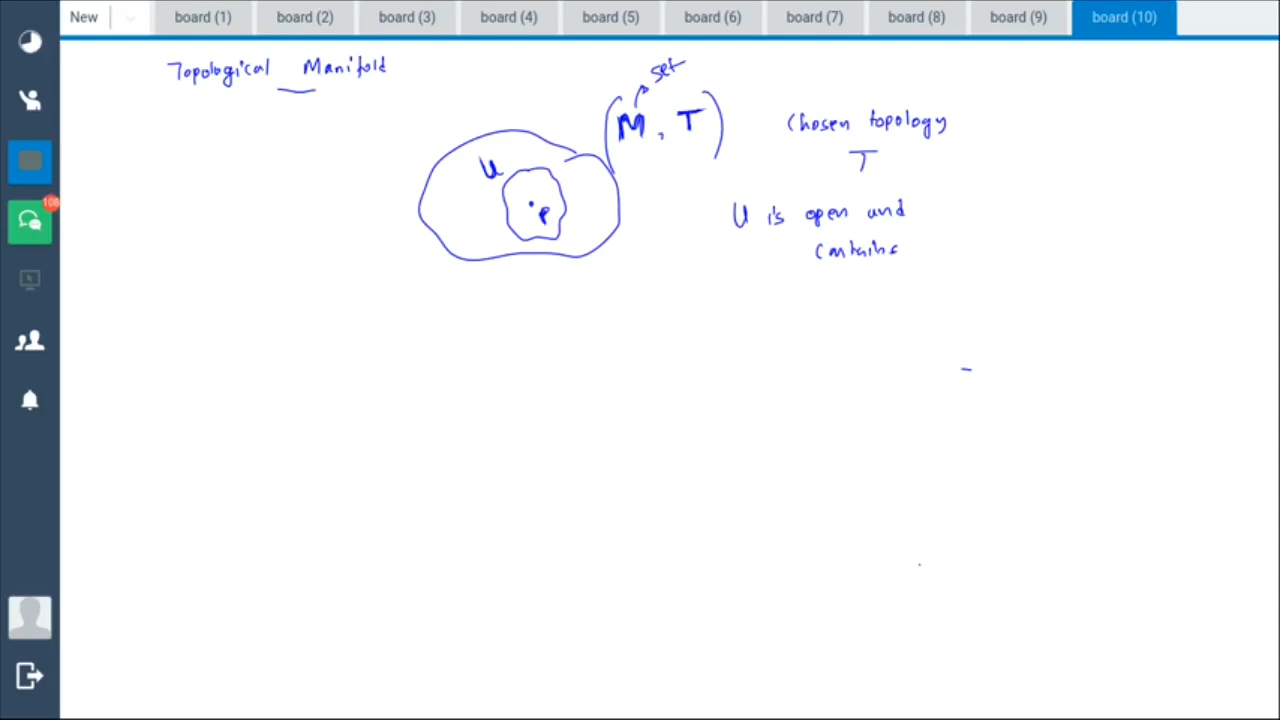 New board (1) board (2) board (3) board (4) board (5) board (6) board (7) board (8) board (9) board (10)
Topological Manifold
set
(M, T)
Chosen topology
T
U
p
U is open and
contains
108